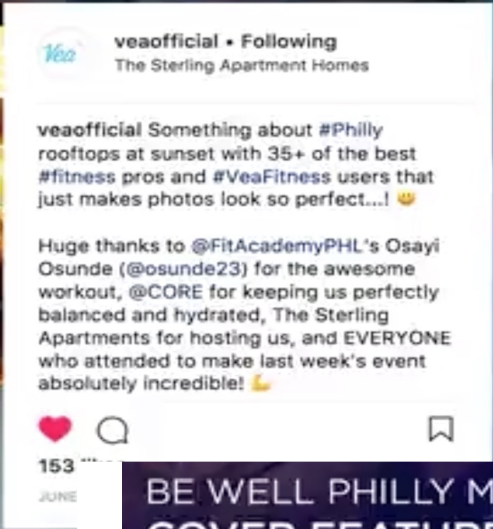 Vea
veaofficial • Following
The Sterling Apartment Homes
veaofficial Something about #Philly
rooftops at sunset with 35+ of the best
#fitness pros and #VeaFitness users that
just makes photos look so perfect...! 😀
Huge thanks to @FitAcademyPHL's Osayi
Osunde (@osunde23) for the awesome
workout, @CORE for keeping us perfectly
balanced and hydrated, The Sterling
Apartments for hosting us, and EVERYONE
who attended to make last week's event
absolutely incredible! 💪
153
JUNE
BE WELL PHILLY M